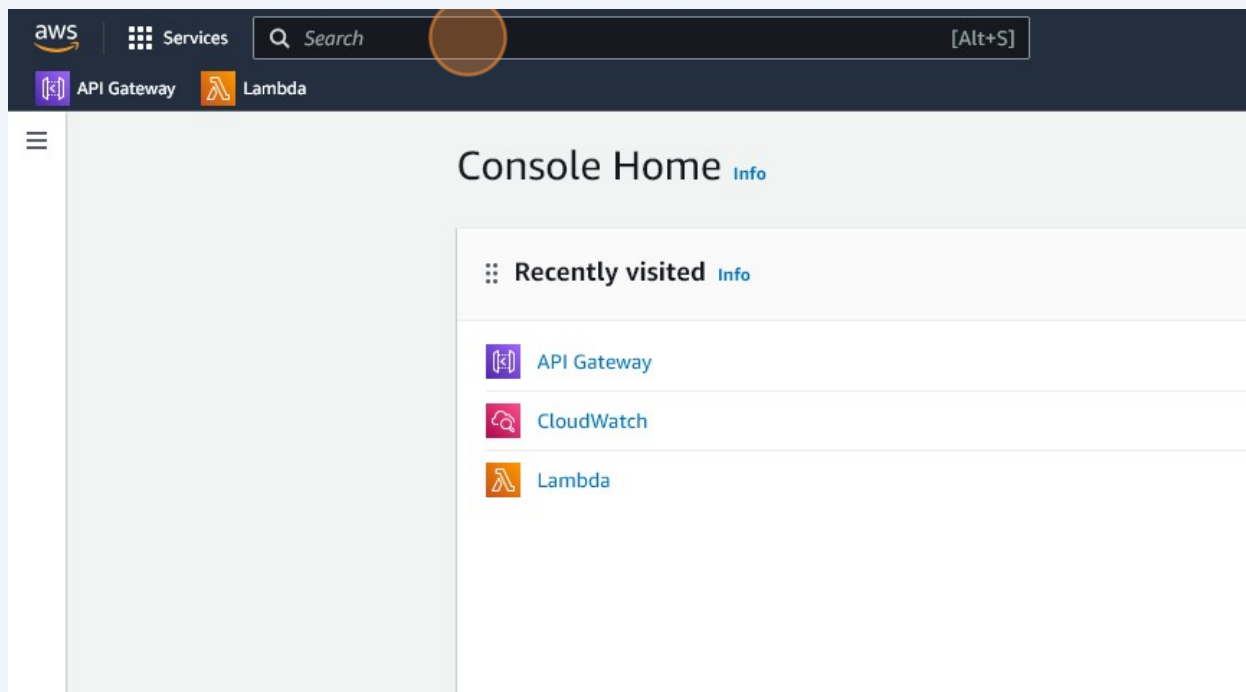 aws Services Search [Alt+S]
API Gateway Lambda
Console Home Info
Recently visited Info
API Gateway
CloudWatch
Lambda